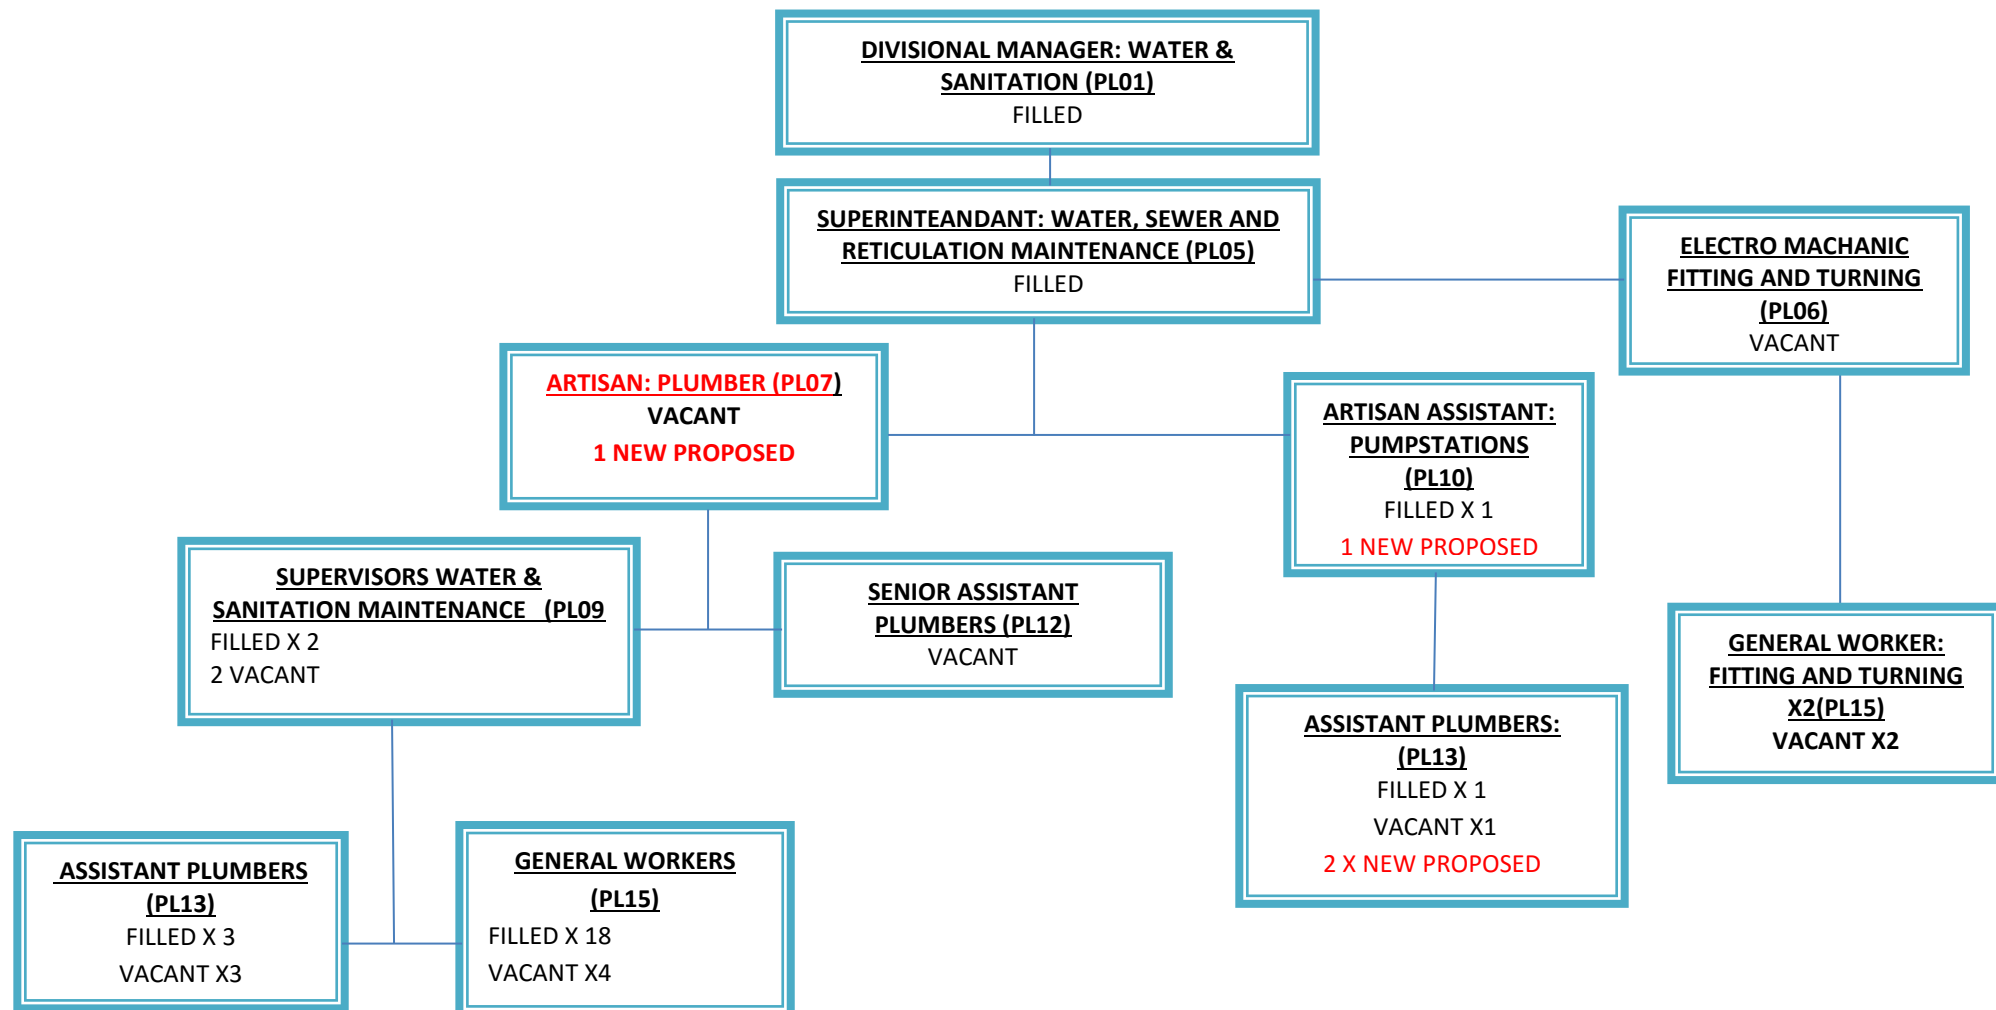 DIVISIONAL MANAGER: WATER &
SANITATION (PL01)
FILLED
SUPERINTEANDANT: WATER, SEWER AND
RETICULATION MAINTENANCE (PL05)
FILLED
ELECTRO MACHANIC
FITTING AND TURNING
(PL06)
VACANT
ARTISAN: PLUMBER (PL07)
VACANT
1 NEW PROPOSED
ARTISAN ASSISTANT:
PUMPSTATIONS
(PL10)
FILLED X 1
1 NEW PROPOSED
SUPERVISORS WATER &
SANITATION MAINTENANCE (PL09
FILLED X 2
2 VACANT
SENIOR ASSISTANT
PLUMBERS (PL12)
VACANT
GENERAL WORKER:
FITTING AND TURNING
X2(PL15)
VACANT X2
ASSISTANT PLUMBERS:
(PL13)
FILLED X 1
VACANT X1
2 X NEW PROPOSED
ASSISTANT PLUMBERS
(PL13)
FILLED X 3
VACANT X3
GENERAL WORKERS
(PL15)
FILLED X 18
VACANT X4